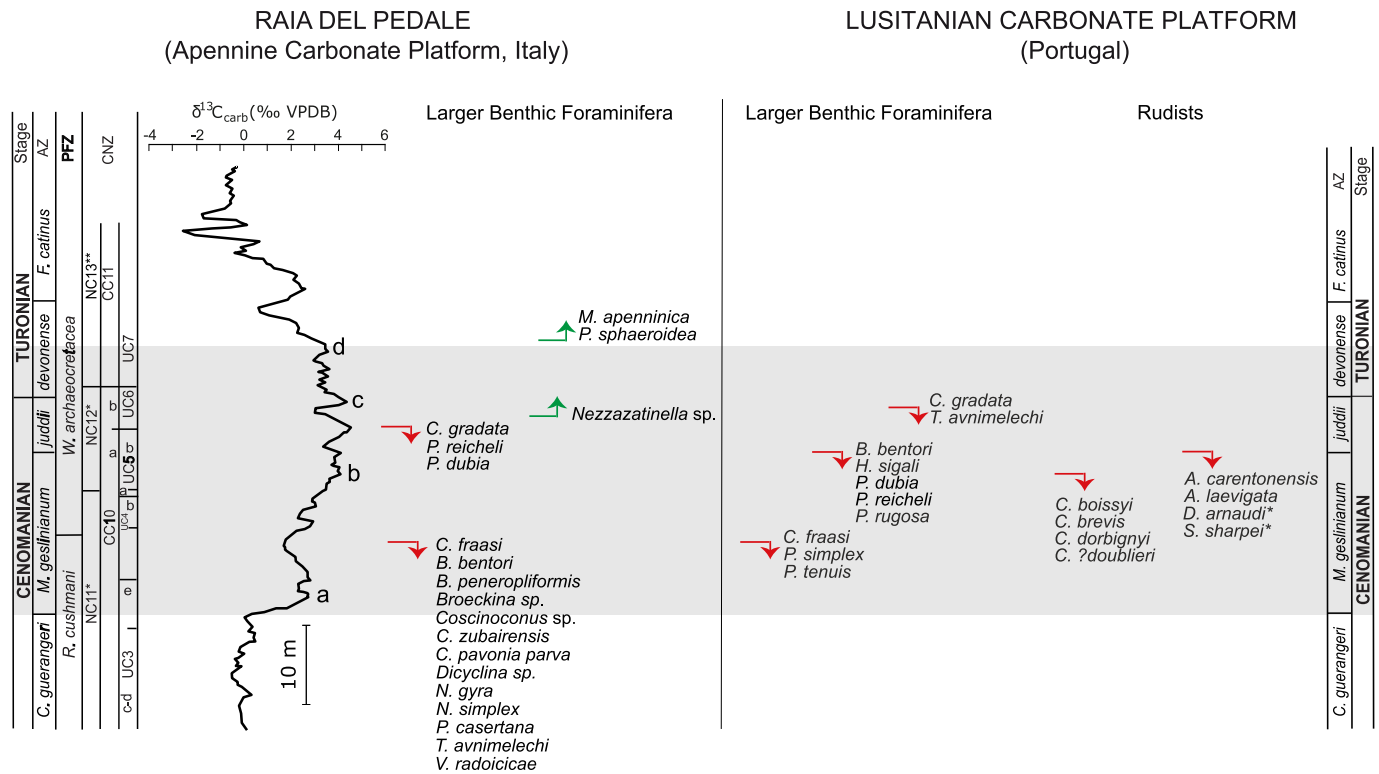 RAIA DEL PEDALE
(Apennine Carbonate Platform, Italy)
LUSITANIAN CARBONATE PLATFORM
(Portugal)
Stage
AZ
PFZ
CNZ
δ13Ccarb(‰ VPDB)
-4 -2 0 2 4 6
Larger Benthic Foraminifera
Larger Benthic Foraminifera
Rudists
AZ
Stage
TURONIAN
CENOMANIAN
F. catinus
devonense
juddii
M. geslinianum
C. guerangeri
W. archaeocretacea
R. cushmani
NC13**
NC12*
NC11*
CC11
b
a
CC10
UC7
UC6
b
UC5
a
b
UC4
e
UC3
c-d
d
c
b
a
10 m
M. apenninica
P. sphaeroidea
Nezzazatinella sp.
C. gradata
P. reicheli
P. dubia
C. fraasi
B. bentori
B. peneropliformis
Broeckina sp.
Coscinoconus sp.
C. zubairensis
C. pavonia parva
Dicyclina sp.
N. gyra
N. simplex
P. casertana
T. avnimelechi
V. radoicicae
C. gradata
T. avnimelechi
B. bentori
H. sigali
P. dubia
P. reicheli
P. rugosa
C. fraasi
P. simplex
P. tenuis
C. boissyi
C. brevis
C. dorbignyi
C. ?doublieri
A. carentonensis
A. laevigata
D. arnaudi*
S. sharpei*
F. catinus
devonense
juddii
M. geslinianum
C. guerangeri
TURONIAN
CENOMANIAN